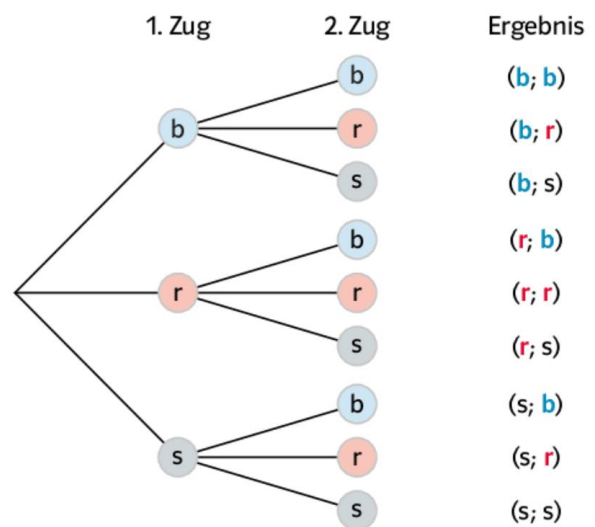 1. Zug 2. Zug Ergebnis
b (b; b)
b r (b; r)
s (b; s)
b (r; b)
r r (r; r)
s (r; s)
b (s; b)
s r (s; r)
s (s; s)